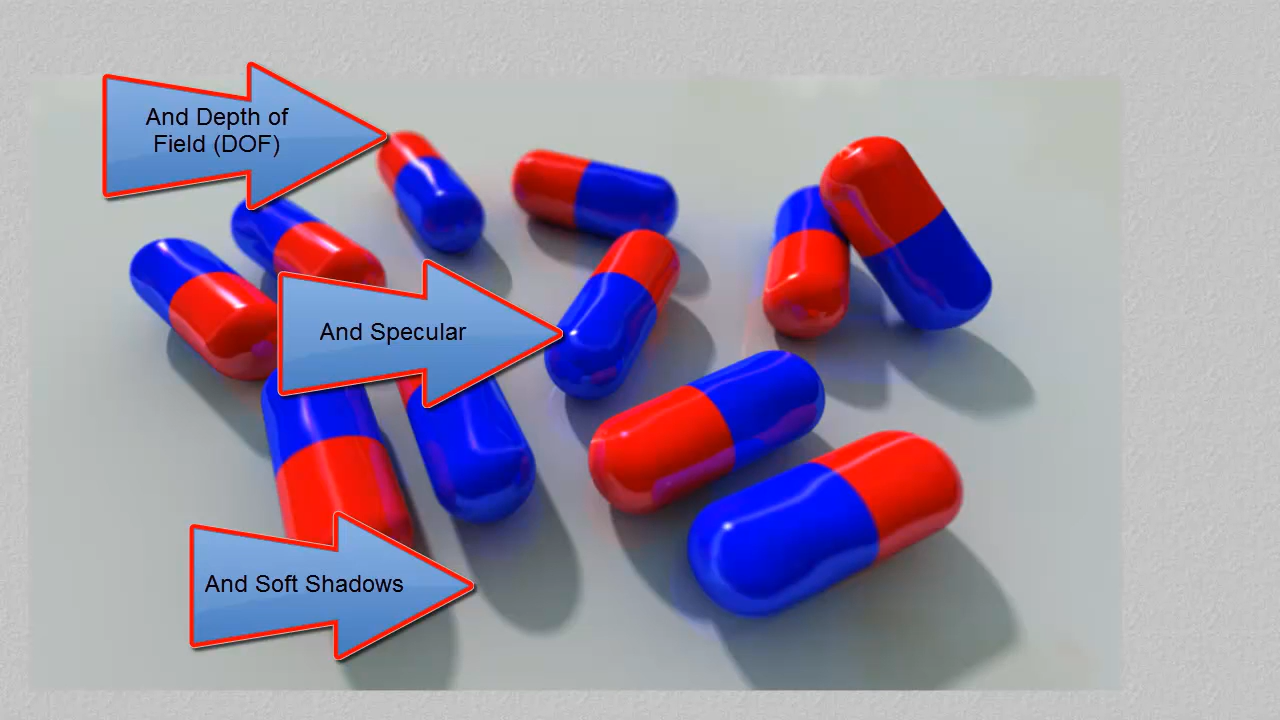 And Depth of
Field (DOF)
And Specular
And Soft Shadows